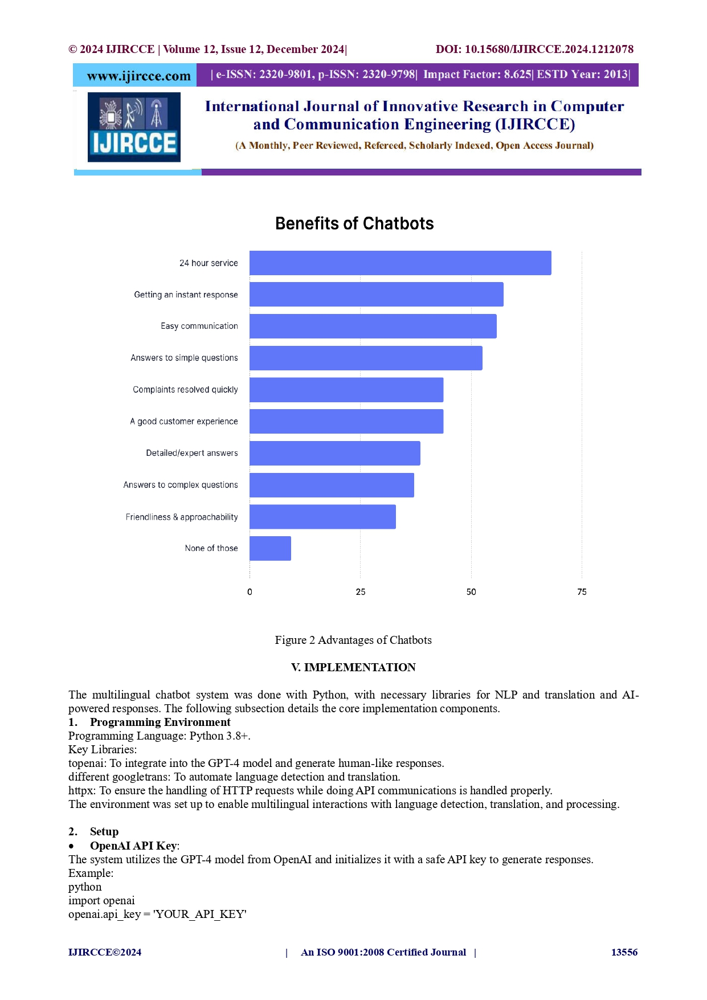 © 2024 IJIRCCE | Volume 12, Issue 12, December 2024| DOI: 10.15680/IJIRCCE.2024.1212078
www.ijircce.com | e-ISSN: 2320-9801, p-ISSN: 2320-9798| Impact Factor: 8.625| ESTD Year: 2013|
IJIRCCE
International Journal of Innovative Research in Computer
and Communication Engineering (IJIRCCE)
(A Monthly, Peer Reviewed, Refereed, Scholarly Indexed, Open Access Journal)
Benefits of Chatbots
24 hour service
Getting an instant response
Easy communication
Answers to simple questions
Complaints resolved quickly
A good customer experience
Detailed/expert answers
Answers to complex questions
Friendliness & approachability
None of those
0 25 50 75
Figure 2 Advantages of Chatbots
V. IMPLEMENTATION
The multilingual chatbot system was done with Python, with necessary libraries for NLP and translation and AI-
powered responses. The following subsection details the core implementation components.
1. Programming Environment
Programming Language: Python 3.8+.
Key Libraries:
topenai: To integrate into the GPT-4 model and generate human-like responses.
different googletrans: To automate language detection and translation.
httpx: To ensure the handling of HTTP requests while doing API communications is handled properly.
The environment was set up to enable multilingual interactions with language detection, translation, and processing.
2. Setup
• OpenAI API Key:
The system utilizes the GPT-4 model from OpenAI and initializes it with a safe API key to generate responses.
Example:
python
import openai
openai.api_key = 'YOUR_API_KEY'
IJIRCCE©2024 | An ISO 9001:2008 Certified Journal | 13556